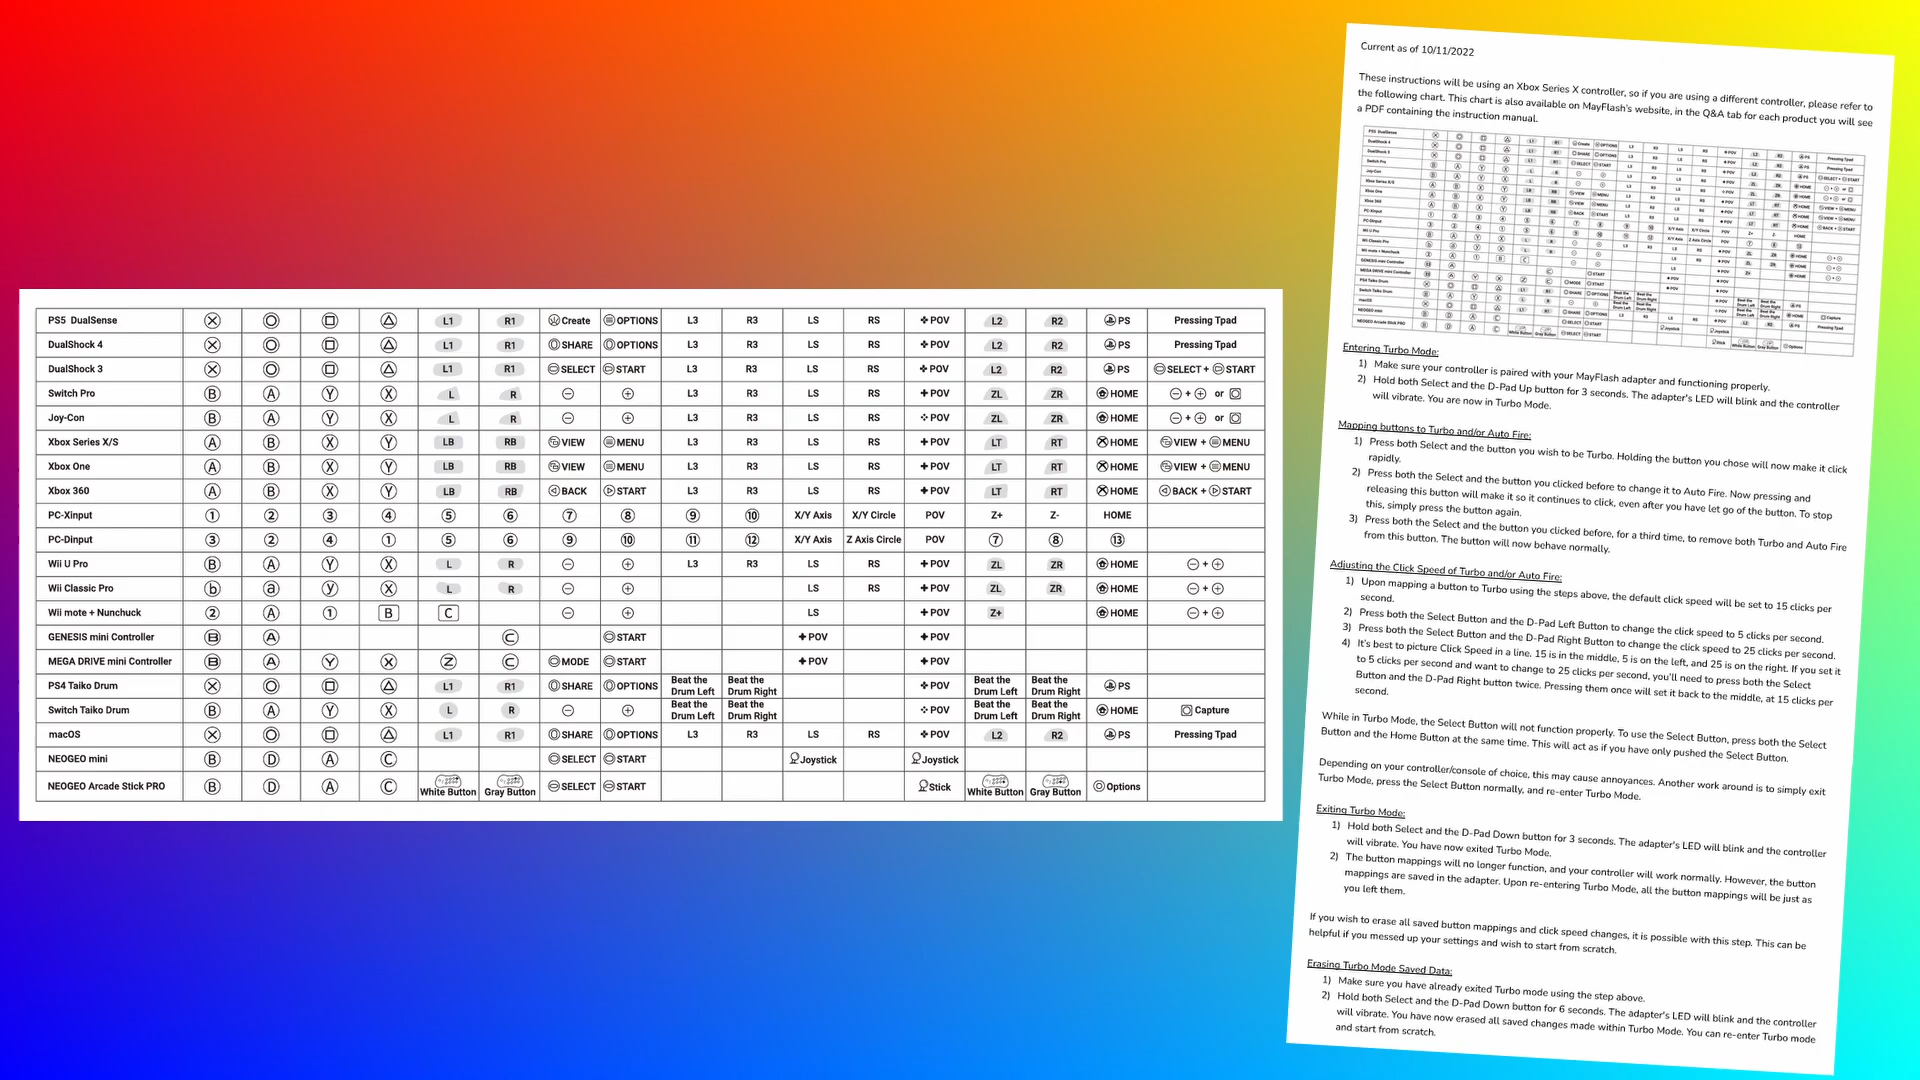 PS5 DualSense L1 R1 Create OPTIONS L3 R3 LS RS POV L2 R2 PS Pressing Tpad
DualShock 4 L1 R1 SHARE OPTIONS L3 R3 LS RS POV L2 R2 PS Pressing Tpad
DualShock 3 L1 R1 SELECT START L3 R3 LS RS POV L2 R2 PS SELECT + START
Switch Pro B A Y X L R − + L3 R3 LS RS POV ZL ZR HOME − + + or
Joy-Con B A Y X L R − + L3 R3 LS RS POV ZL ZR HOME − + + or
Xbox Series X/S A B X Y LB RB VIEW MENU L3 R3 LS RS POV LT RT HOME VIEW + MENU
Xbox One A B X Y LB RB VIEW MENU L3 R3 LS RS POV LT RT HOME VIEW + MENU
Xbox 360 A B X Y LB RB BACK START L3 R3 LS RS POV LT RT HOME BACK + START
PC-Xinput 1 2 3 4 5 6 7 8 9 10 X/Y Axis X/Y Circle POV Z+ Z- HOME
PC-Dinput 3 2 4 1 5 6 9 10 11 12 X/Y Axis Z Axis Circle POV 7 8 13
Wii U Pro B A Y X L R − + L3 R3 LS RS POV ZL ZR HOME − + +
Wii Classic Pro b a y x L R − + LS RS POV ZL ZR HOME − + +
Wii mote + Nunchuck 2 A 1 B C − + LS POV Z+ HOME − + +
GENESIS mini Controller B A C START POV POV
MEGA DRIVE mini Controller B A Y X Z C MODE START POV POV
PS4 Taiko Drum L1 R1 SHARE OPTIONS Beat the Drum Left Beat the Drum Right POV Beat the Drum Left Beat the Drum Right PS
Switch Taiko Drum B A Y X L R − + Beat the Drum Left Beat the Drum Right POV Beat the Drum Left Beat the Drum Right HOME Capture
macOS L1 R1 SHARE OPTIONS L3 R3 LS RS POV L2 R2 PS Pressing Tpad
NEOGEO mini B D A C SELECT START Joystick Joystick
NEOGEO Arcade Stick PRO B D A C White Button Gray Button SELECT START Stick White Button Gray Button Options
Current as of 10/11/2022
These instructions will be using an Xbox Series X controller, so if you are using a different controller, please refer to
the following chart. This chart is also available on MayFlash's website, in the Q&A tab for each product you will see
a PDF containing the instruction manual.
Entering Turbo Mode:
1) Make sure your controller is paired with your MayFlash adapter and functioning properly.
2) Hold both Select and the D-Pad Up button for 3 seconds. The adapter's LED will blink and the controller
will vibrate. You are now in Turbo Mode.
Mapping buttons to Turbo and/or Auto Fire:
1) Press both Select and the button you wish to be Turbo. Holding the button you chose will now make it click
rapidly.
2) Press both the Select and the button you clicked before to change it to Auto Fire. Now pressing and
releasing this button will make it so it continues to click, even after you have let go of the button. To stop
this, simply press the button again.
3) Press both the Select and the button you clicked before, for a third time, to remove both Turbo and Auto Fire
from this button. The button will now behave normally.
Adjusting the Click Speed of Turbo and/or Auto Fire:
1) Upon mapping a button to Turbo using the steps above, the default click speed will be set to 15 clicks per
second.
2) Press both the Select Button and the D-Pad Left Button to change the click speed to 5 clicks per second.
3) Press both the Select Button and the D-Pad Right Button to change the click speed to 25 clicks per second.
4) It's best to picture Click Speed in a line. 15 is in the middle, 5 is on the left, and 25 is on the right. If you set it
to 5 clicks per second and want to change to 25 clicks per second, you'll need to press both the Select
Button and the D-Pad Right button twice. Pressing them once will set it back to the middle, at 15 clicks per
second.
While in Turbo Mode, the Select Button will not function properly. To use the Select Button, press both the Select
Button and the Home Button at the same time. This will act as if you have only pushed the Select Button.
Depending on your controller/console of choice, this may cause annoyances. Another work around is to simply exit
Turbo Mode, press the Select Button normally, and re-enter Turbo Mode.
Exiting Turbo Mode:
1) Hold both Select and the D-Pad Down button for 3 seconds. The adapter's LED will blink and the controller
will vibrate. You have now exited Turbo Mode.
2) The button mappings will no longer function, and your controller will work normally. However, the button
mappings are saved in the adapter. Upon re-entering Turbo Mode, all the button mappings will be just as
you left them.
If you wish to erase all saved button mappings and click speed changes, it is possible with this step. This can be
helpful if you messed up your settings and wish to start from scratch.
Erasing Turbo Mode Saved Data:
1) Make sure you have already exited Turbo mode using the step above.
2) Hold both Select and the D-Pad Down button for 6 seconds. The adapter's LED will blink and the controller
will vibrate. You have now erased all saved changes made within Turbo Mode. You can re-enter Turbo mode
and start from scratch.